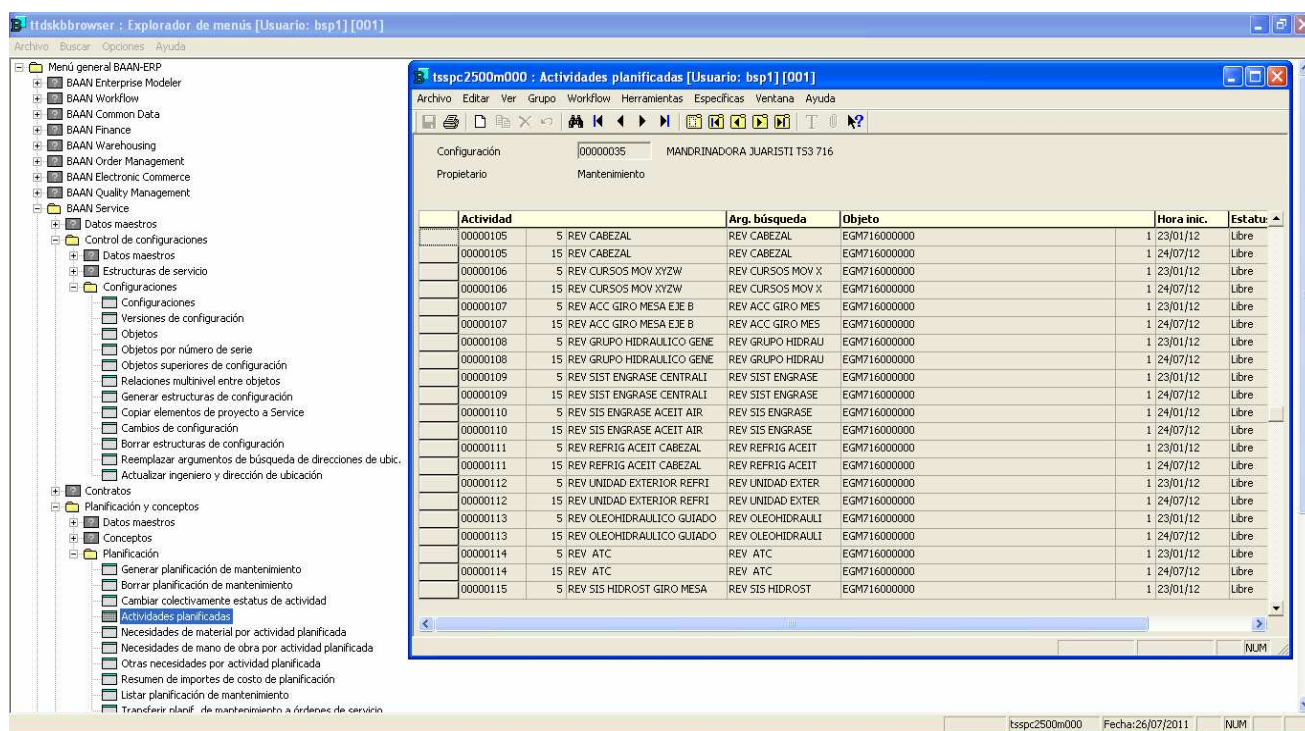 ttdskbbrowser : Explorador de menús [Usuario: bsp1] [001]
Archivo Buscar Opciones Ayuda
Menú general BAAN-ERP
BAAN Enterprise Modeler
BAAN Workflow
BAAN Common Data
BAAN Finance
BAAN Warehousing
BAAN Order Management
BAAN Electronic Commerce
BAAN Quality Management
BAAN Service
Datos maestros
Control de configuraciones
Datos maestros
Estructuras de servicio
Configuraciones
Configuraciones
Versiones de configuración
Objetos
Objetos por número de serie
Objetos superiores de configuración
Relaciones multinivel entre objetos
Generar estructuras de configuración
Copiar elementos de proyecto a Service
Cambios de configuración
Borrar estructuras de configuración
Reemplazar argumentos de búsqueda de direcciones de ubic.
Actualizar ingeniero y dirección de ubicación
Contratos
Planificación y conceptos
Datos maestros
Conceptos
Planificación
Generar planificación de mantenimiento
Borrar planificación de mantenimiento
Cambiar colectivamente estatus de actividad
Actividades planificadas
Necesidades de material por actividad planificada
Necesidades de mano de obra por actividad planificada
Otras necesidades por actividad planificada
Resumen de importes de costo de planificación
Listar planificación de mantenimiento
Transferir planif. de mantenimiento a órdenes de servicio
tsspc2500m000 : Actividades planificadas [Usuario: bsp1] [001]
Archivo Editar Ver Grupo Workflow Herramientas Específicas Ventana Ayuda
Configuración 00000035 MANDRINADORA JUARISTI TS3 716
Propietario Mantenimiento
Actividad Arg. búsqueda Objeto Hora inic. Estatu
00000105 5 REV CABEZAL REV CABEZAL EGM716000000 1 23/01/12 Libre
00000105 15 REV CABEZAL REV CABEZAL EGM716000000 1 24/07/12 Libre
00000106 5 REV CURSOS MOV XYZW REV CURSOS MOV X EGM716000000 1 23/01/12 Libre
00000106 15 REV CURSOS MOV XYZW REV CURSOS MOV X EGM716000000 1 24/07/12 Libre
00000107 5 REV ACC GIRO MESA EJE B REV ACC GIRO MES EGM716000000 1 23/01/12 Libre
00000107 15 REV ACC GIRO MESA EJE B REV ACC GIRO MES EGM716000000 1 24/07/12 Libre
00000108 5 REV GRUPO HIDRAULICO GENE REV GRUPO HIDRAU EGM716000000 1 23/01/12 Libre
00000108 15 REV GRUPO HIDRAULICO GENE REV GRUPO HIDRAU EGM716000000 1 24/07/12 Libre
00000109 5 REV SIST ENGRASE CENTRALI REV SIST ENGRASE EGM716000000 1 23/01/12 Libre
00000109 15 REV SIST ENGRASE CENTRALI REV SIST ENGRASE EGM716000000 1 24/07/12 Libre
00000110 5 REV SIS ENGRASE ACEIT AIR REV SIS ENGRASE EGM716000000 1 24/01/12 Libre
00000110 15 REV SIS ENGRASE ACEIT AIR REV SIS ENGRASE EGM716000000 1 24/07/12 Libre
00000111 5 REV REFRIG ACEIT CABEZAL REV REFRIG ACEIT EGM716000000 1 23/01/12 Libre
00000111 15 REV REFRIG ACEIT CABEZAL REV REFRIG ACEIT EGM716000000 1 24/07/12 Libre
00000112 5 REV UNIDAD EXTERIOR REFRI REV UNIDAD EXTER EGM716000000 1 23/01/12 Libre
00000112 15 REV UNIDAD EXTERIOR REFRI REV UNIDAD EXTER EGM716000000 1 24/07/12 Libre
00000113 5 REV OLEOHIDRAULICO GUIADO REV OLEOHIDRAULI EGM716000000 1 23/01/12 Libre
00000113 15 REV OLEOHIDRAULICO GUIADO REV OLEOHIDRAULI EGM716000000 1 24/07/12 Libre
00000114 5 REV ATC REV ATC EGM716000000 1 23/01/12 Libre
00000114 15 REV ATC REV ATC EGM716000000 1 24/07/12 Libre
00000115 5 REV SIS HIDROST GIRO MESA REV SIS HIDROST EGM716000000 1 23/01/12 Libre
NUM
tsspc2500m000 Fecha:26/07/2011 NUM